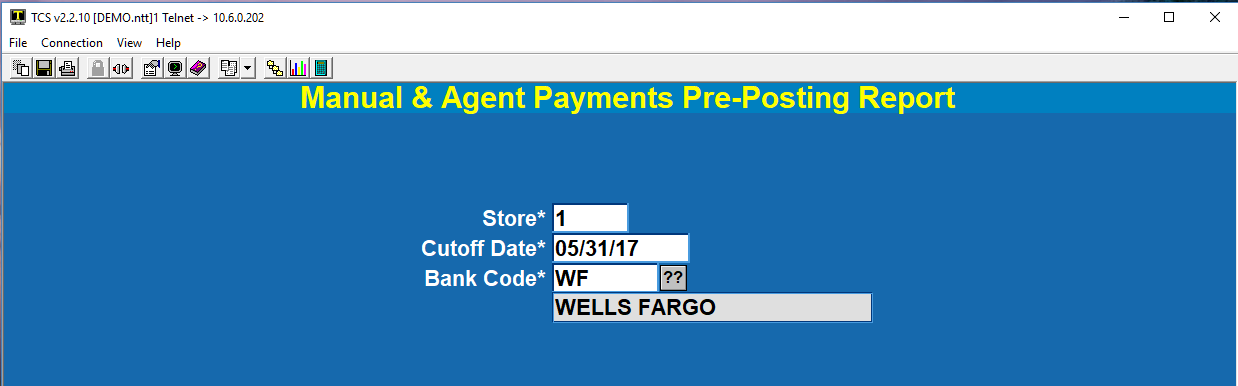 TCS v2.2.10 [DEMO.ntt]1 Telnet -> 10.6.0.202
File Connection View Help
Manual & Agent Payments Pre-Posting Report
Store* 1
Cutoff Date* 05/31/17
Bank Code* WF ??
WELLS FARGO